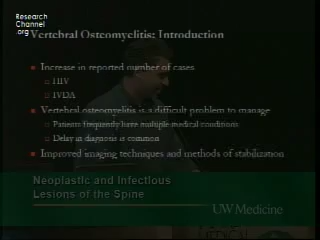 Research
Channel
.org
Vertebral Osteomyelitis: Introduction
Increase in reported number of cases
HIV
IVDA
Vertebral osteomyelitis is a difficult problem to manage
Patients frequently have multiple medical conditions
Delay in diagnosis is common
Improved imaging techniques and methods of stabilization
Neoplastic and Infectious
Lesions of the Spine
UW Medicine